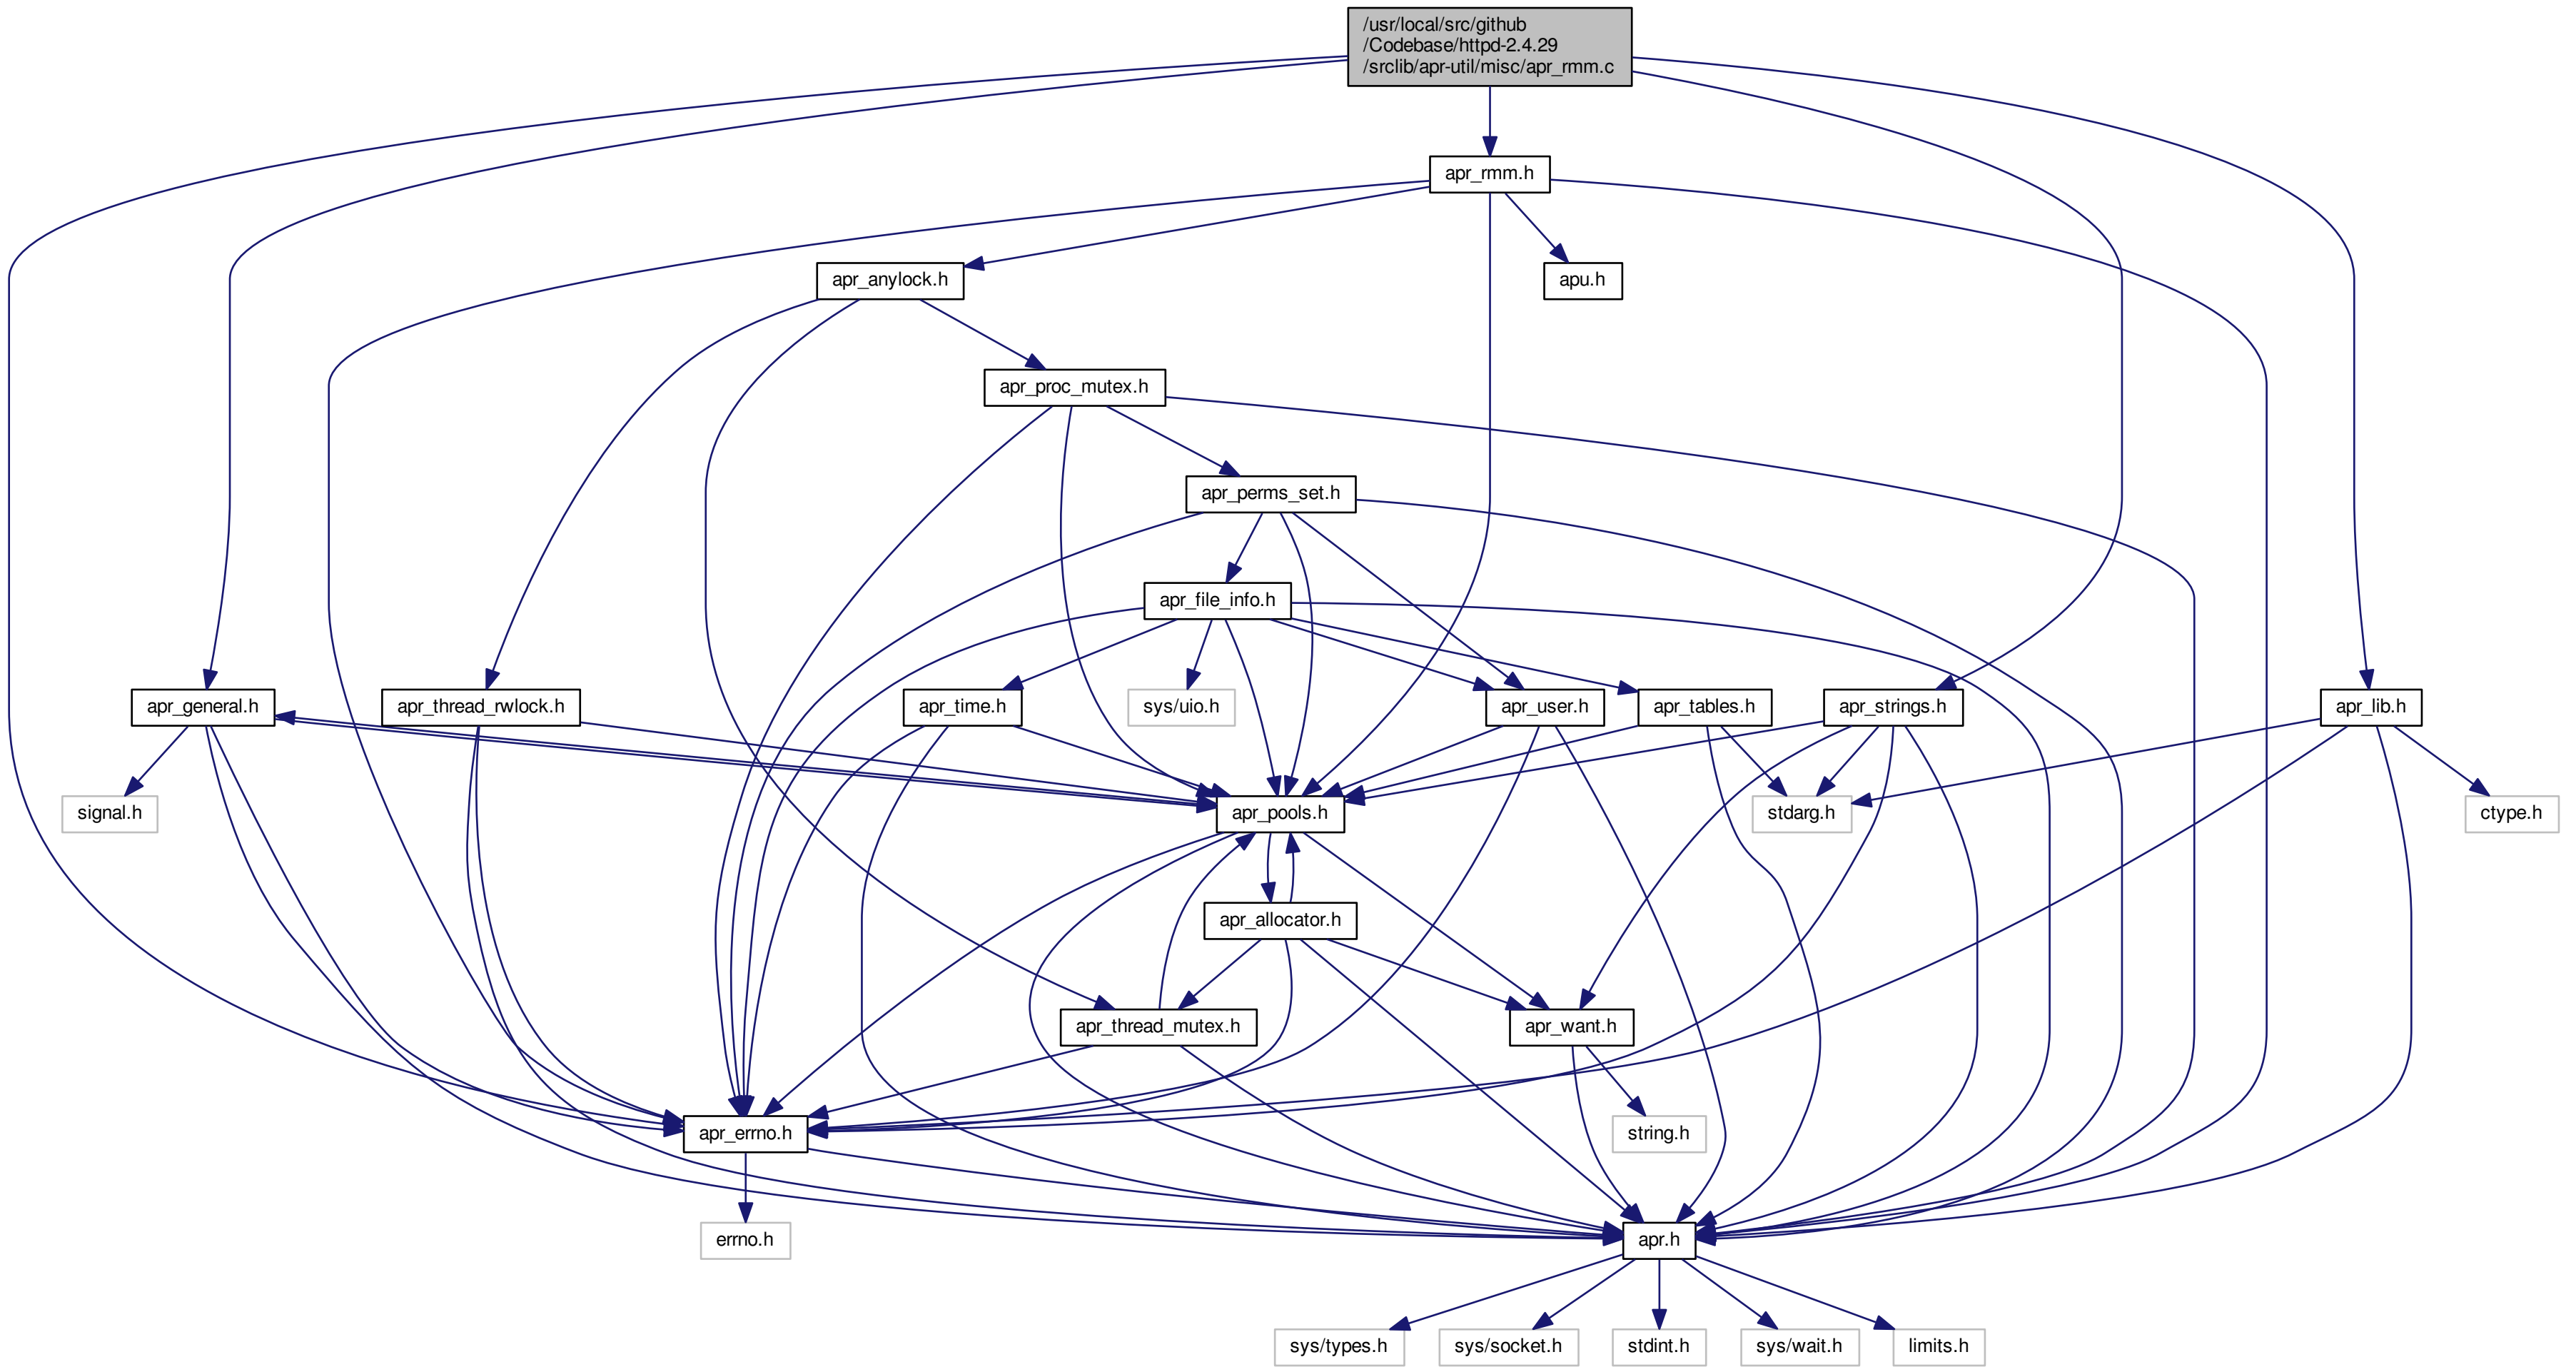 /usr/local/src/github
/Codebase/httpd-2.4.29
/srclib/apr-util/misc/apr_rmm.c
apr_rmm.h
apr_anylock.h
apu.h
apr_proc_mutex.h
apr_perms_set.h
apr_file_info.h
apr_general.h
apr_thread_rwlock.h
apr_time.h
sys/uio.h
apr_user.h
apr_tables.h
apr_strings.h
apr_lib.h
signal.h
apr_pools.h
stdarg.h
ctype.h
apr_allocator.h
apr_thread_mutex.h
apr_want.h
apr_errno.h
string.h
errno.h
apr.h
sys/types.h
sys/socket.h
stdint.h
sys/wait.h
limits.h